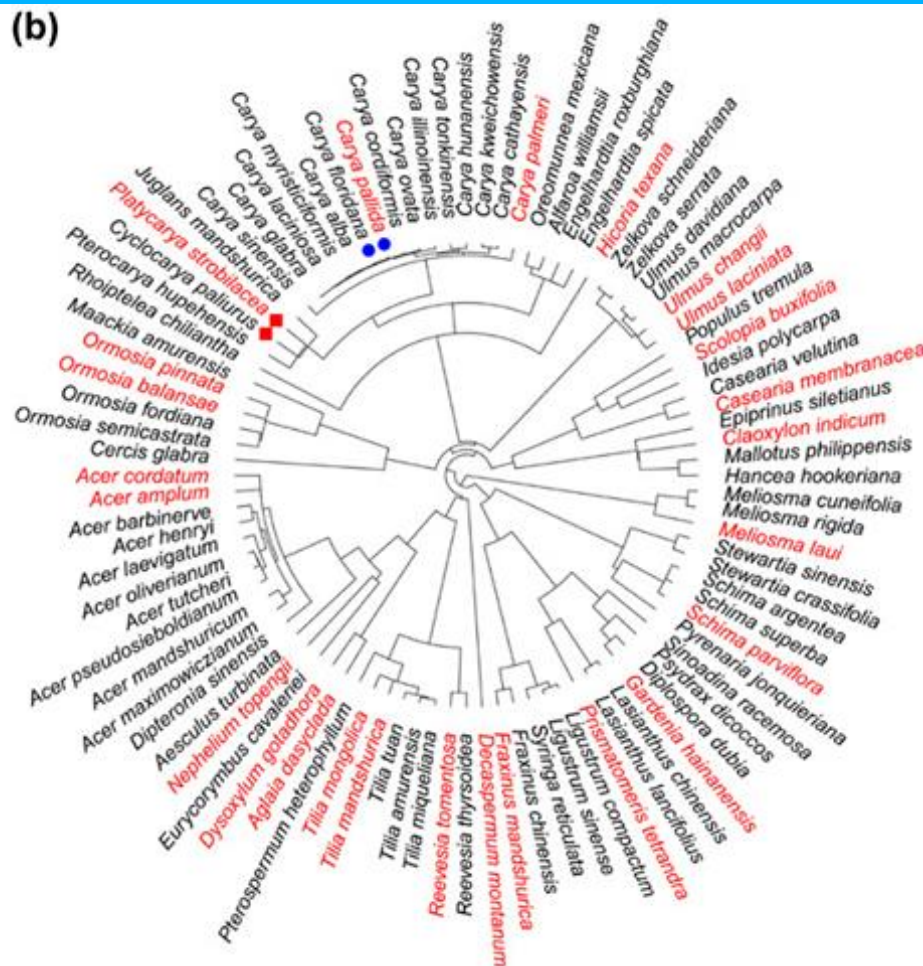 (b)
Carya pallida
Carya cordiformis
Carya ovata
Carya illinoinensis
Carya tonkinensis
Carya hunanensis
Carya kweichowensis
Carya cathayensis
Carya palmeri
Oreomunnea mexicana
Alfaroa williamsii
Engelhardtia roxburghiana
Engelhardtia spicata
Hicoria texana
Zelkova schneideriana
Zelkova serrata
Ulmus davidiana
Ulmus macrocarpa
Ulmus changii
Ulmus laciniata
Populus tremula
Scolopia buxifolia
Idesia polycarpa
Casearia velutina
Casearia membranacea
Epiprinus siletianus
Claoxylon indicum
Mallotus philippensis
Hancea hookeriana
Meliosma cuneifolia
Meliosma rigida
Meliosma laui
Stewartia sinensis
Stewartia crassifolia
Schima argentea
Schima superba
Schima parviflora
Pyrenaria jonquieriana
Sinoadina racemosa
Psydrax dicoccos
Diplospora dubia
Gardenia hainanensis
Lasianthus chinensis
Lasianthus lancifolius
Prismatomeris tetrandra
Ligustrum compactum
Ligustrum sinense
Syringa reticulata
Fraxinus chinensis
Fraxinus mandshurica
Decaspermum montanum
Reevesia thyrsoidea
Reevesia tomentosa
Tilia miqueliana
Tilia amurensis
Tilia tuan
Tilia mandshurica
Tilia mongolica
Pterospermum heterophyllum
Aglaia dasyclada
Dysoxylum gotadhora
Eurycorymbus cavaleriei
Nephelium topengii
Aesculus turbinata
Dipteronia sinensis
Acer maximowiczianum
Acer mandshuricum
Acer pseudosieboldianum
Acer tutcheri
Acer oliverianum
Acer laevigatum
Acer henryi
Acer barbinerve
Acer amplum
Acer cordatum
Cercis glabra
Ormosia semicastrata
Ormosia fordiana
Ormosia balansae
Ormosia pinnata
Maackia amurensis
Rhoiptelea chiliantha
Pterocarya hupehensis
Cyclocarya paliurus
Platycarya strobilacea
Juglans mandshurica
Carya sinensis
Carya glabra
Carya laciniosa
Carya myristiciformis
Carya alba
Carya floridana